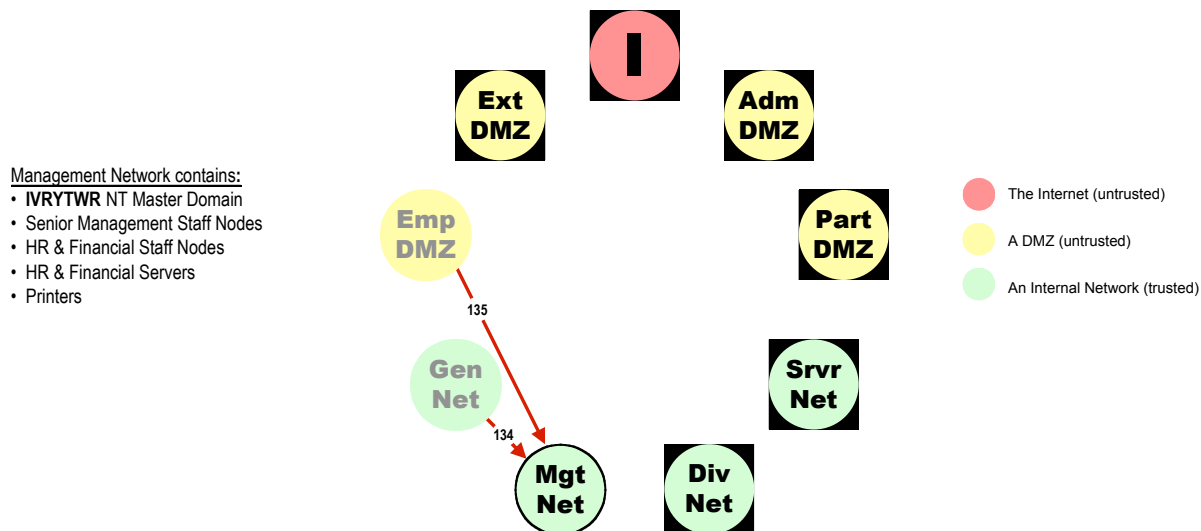 I
Ext
DMZ
Adm
DMZ
Management Network contains:
• IVRYTWR NT Master Domain
• Senior Management Staff Nodes
• HR & Financial Staff Nodes
• HR & Financial Servers
• Printers
Emp
DMZ
Part
DMZ
The Internet (untrusted)
A DMZ (untrusted)
An Internal Network (trusted)
135
Gen
Net
Srvr
Net
134
Mgt
Net
Div
Net